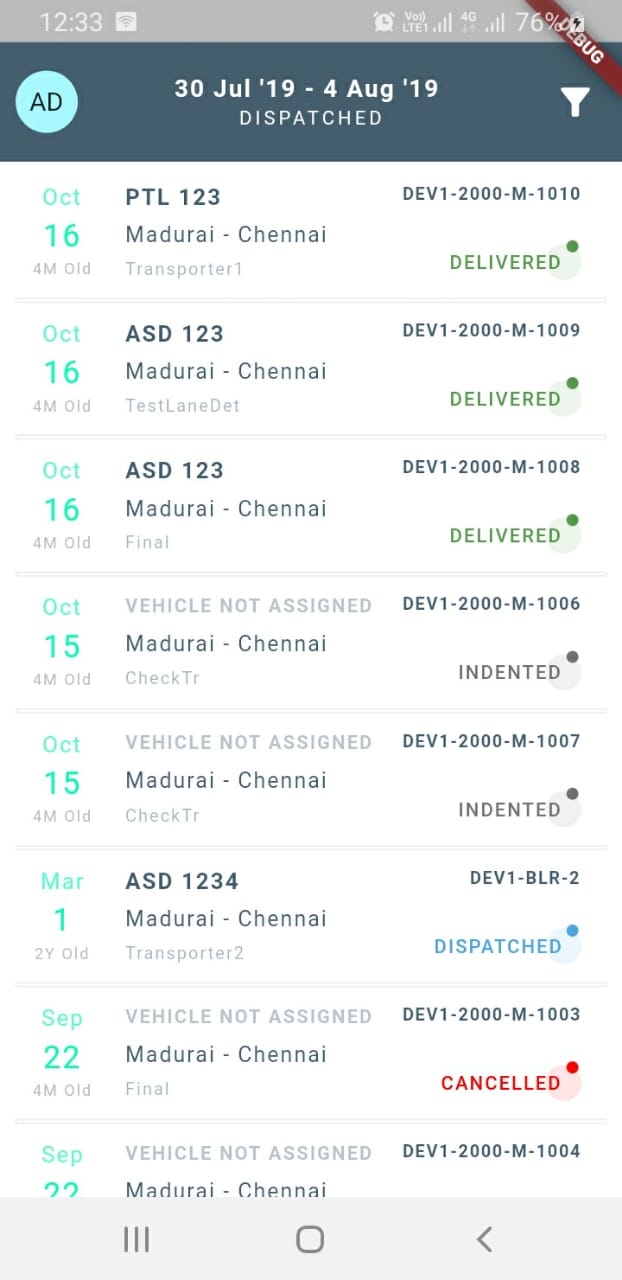 12:33 Vo)) LTE1 4G 76%
DEBUG
AD
30 Jul '19 - 4 Aug '19
DISPATCHED
Oct
16
4M Old
PTL 123
Madurai - Chennai
Transporter1
DEV1-2000-M-1010
DELIVERED
Oct
16
4M Old
ASD 123
Madurai - Chennai
TestLaneDet
DEV1-2000-M-1009
DELIVERED
Oct
16
4M Old
ASD 123
Madurai - Chennai
Final
DEV1-2000-M-1008
DELIVERED
Oct
15
4M Old
VEHICLE NOT ASSIGNED
Madurai - Chennai
CheckTr
DEV1-2000-M-1006
INDENTED
Oct
15
4M Old
VEHICLE NOT ASSIGNED
Madurai - Chennai
CheckTr
DEV1-2000-M-1007
INDENTED
Mar
1
2Y Old
ASD 1234
Madurai - Chennai
Transporter2
DEV1-BLR-2
DISPATCHED
Sep
22
4M Old
VEHICLE NOT ASSIGNED
Madurai - Chennai
Final
DEV1-2000-M-1003
CANCELLED
Sep
22
VEHICLE NOT ASSIGNED
Madurai - Chennai
DEV1-2000-M-1004